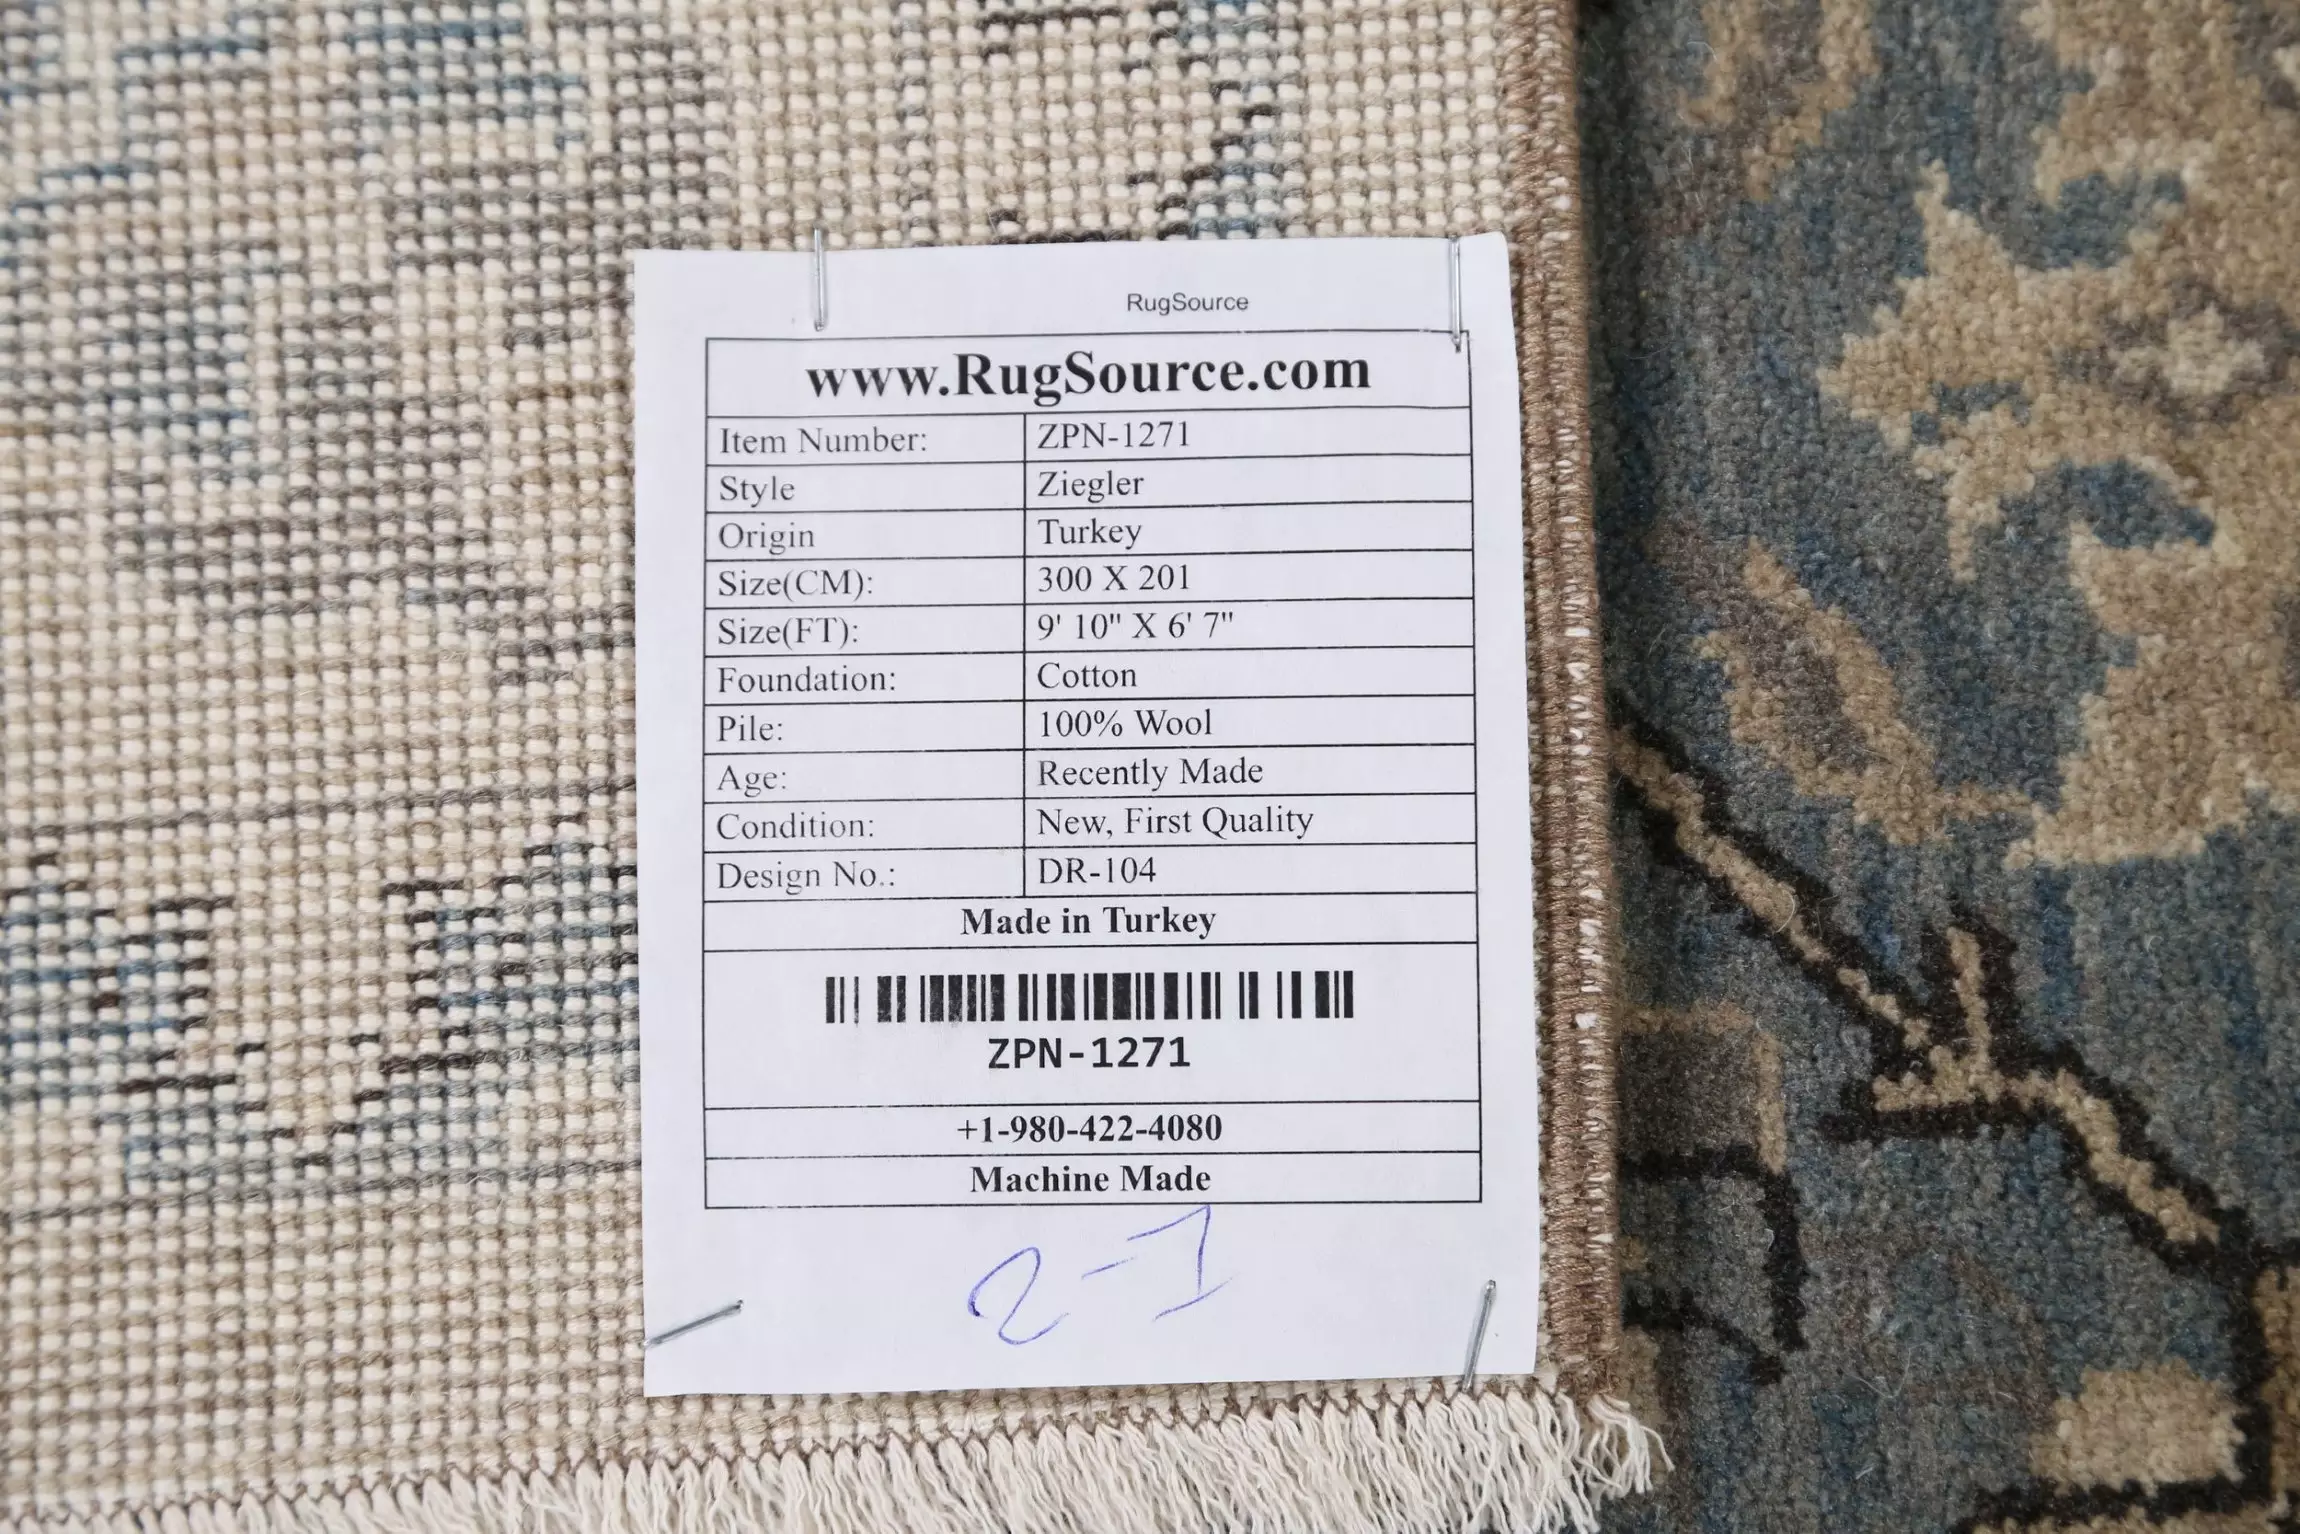 RugSource
www.RugSource.com
Item Number: ZPN-1271
Style Ziegler
Origin Turkey
Size(CM): 300 X 201
Size(FT): 9' 10" X 6' 7"
Foundation: Cotton
Pile: 100% Wool
Age: Recently Made
Condition: New, First Quality
Design No.: DR-104
Made in Turkey
ZPN-1271
+1-980-422-4080
Machine Made
2-1